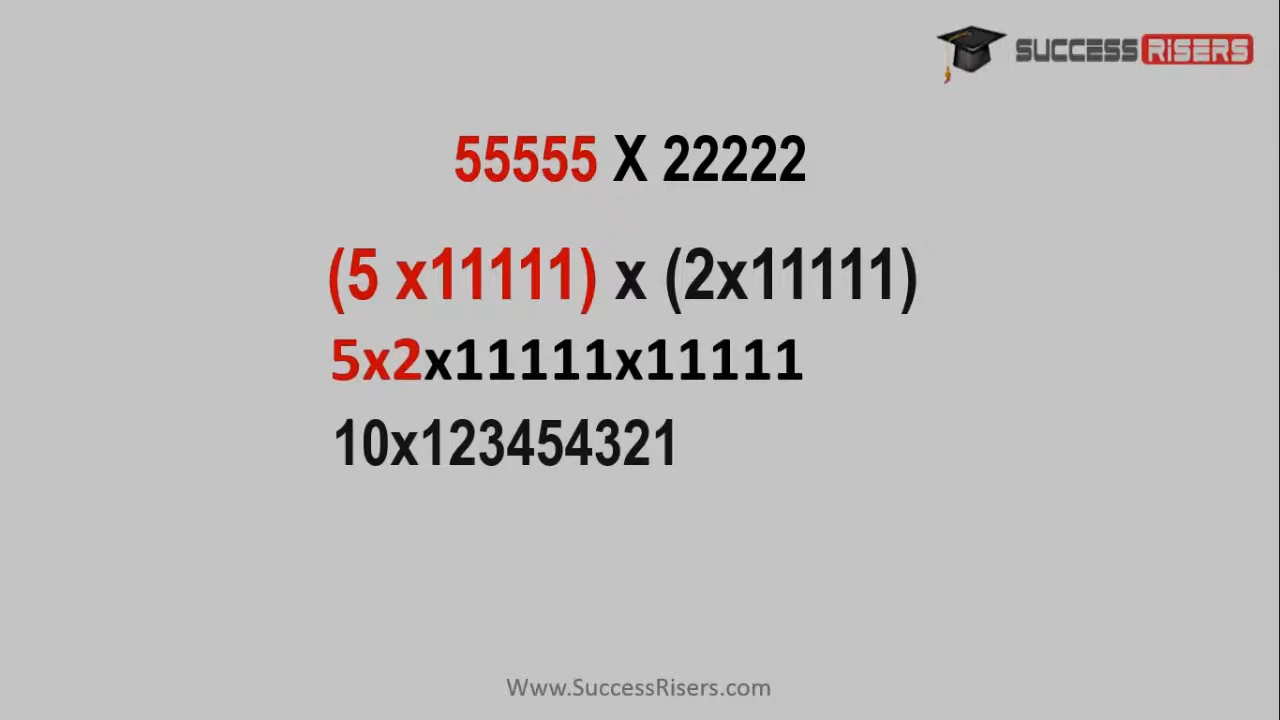 SUCCESS RISERS
55555 X 22222
(5 x11111) x (2x11111)
5x2x11111x11111
10x123454321
Www.SuccessRisers.com